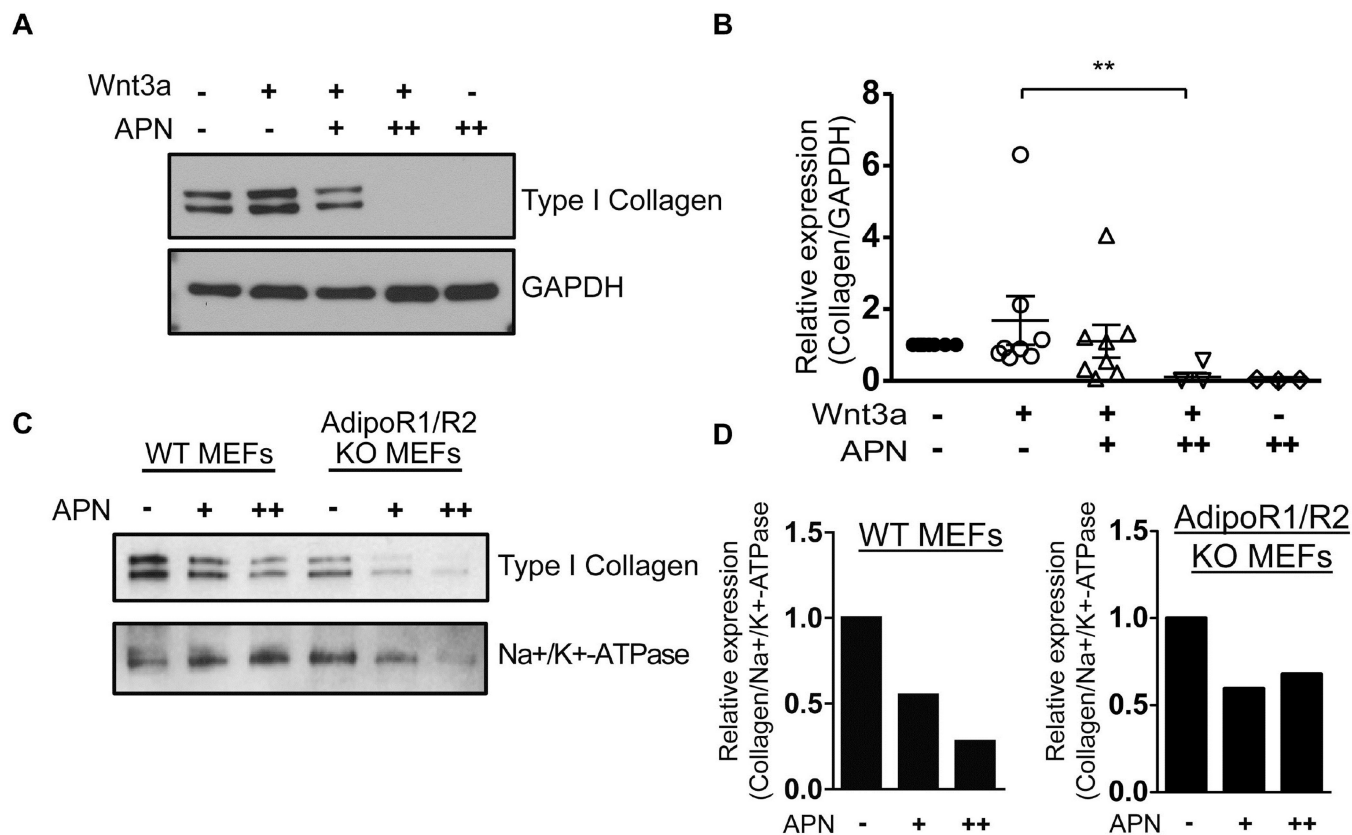 A
Wnt3a - + + + -
APN - - + ++ ++
Type I Collagen
GAPDH
B
**
Relative expression
(Collagen/GAPDH)
8
6
4
2
0
Wnt3a - + + + -
APN - - + ++ ++
C
WT MEFs
AdipoR1/R2
KO MEFs
APN - + ++ - + ++
Type I Collagen
Na+/K+-ATPase
D
Relative expression
(Collagen/Na+/K+-ATPase
WT MEFs
1.5
1.0
0.5
0.0
APN - + ++
Relative expression
(Collagen/Na+/K+-ATPase
AdipoR1/R2
KO MEFs
1.5
1.0
0.5
0.0
APN - + ++